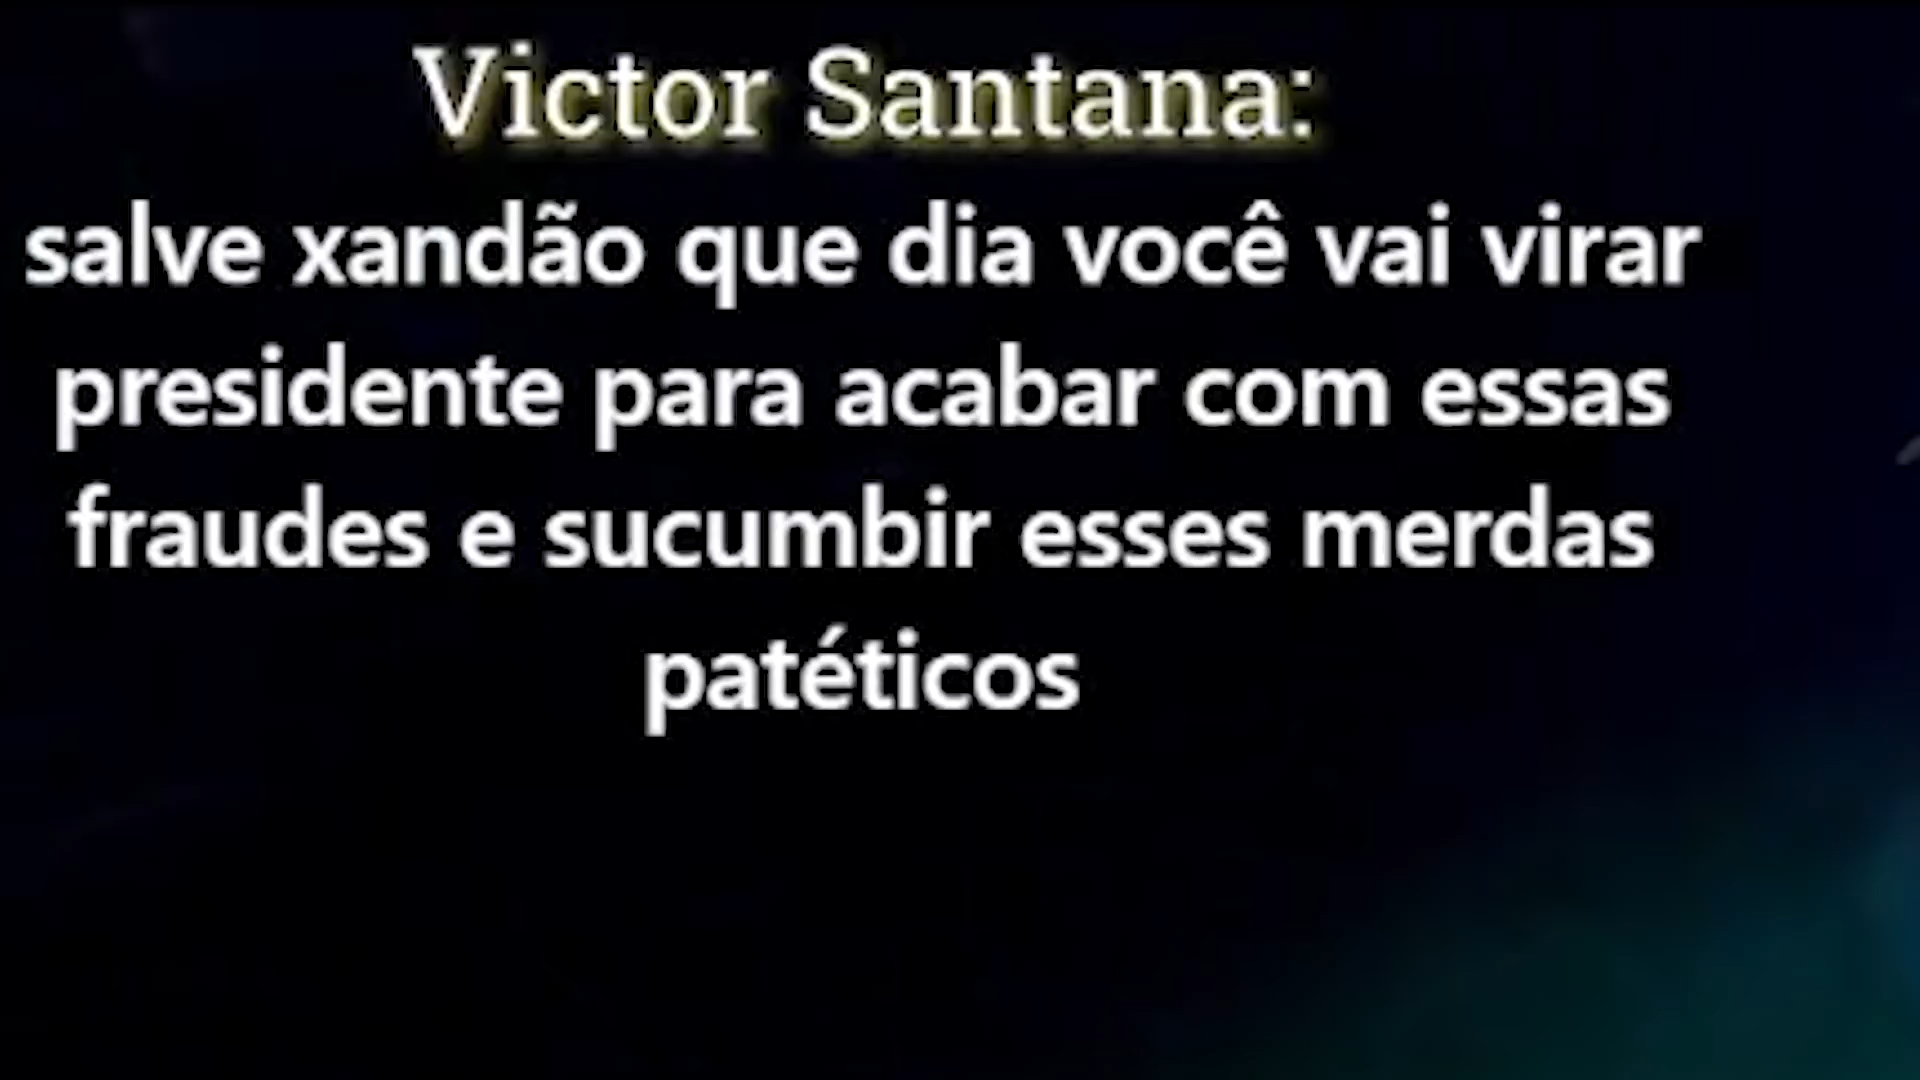 Victor Santana:
salve xandão que dia você vai virar
presidente para acabar com essas
fraudes e sucumbir esses merdas
patéticos